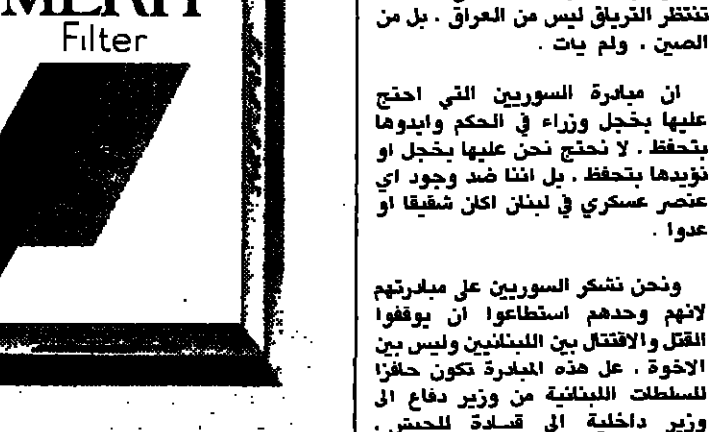 MERIT
Filter
تنتظر الترياق ليس من العراق . بل من
الصين . ولم يات .
ان مبادرة السوريين التي احتج
عليها بخجل وزراء في الحكم وايدوها
بتحفظ . لا نحتج نحن عليها بخجل او
نؤيدها بتحفظ . بل اننا ضد وجود اي
عنصر عسكري في لبنان اكان شقيقا او
عدوا .
ونحن نشكر السوريين على مبادرتهم
لانهم وحدهم استطاعوا ان يوقفوا
القتل والاقتتال بين اللبنانيين وليس بين
الاخوة . عل هذه المبادرة تكون حافزا
للسلطات اللبنانية من وزير دفاع الى
وزير داخلية الى قيادة للجيش .